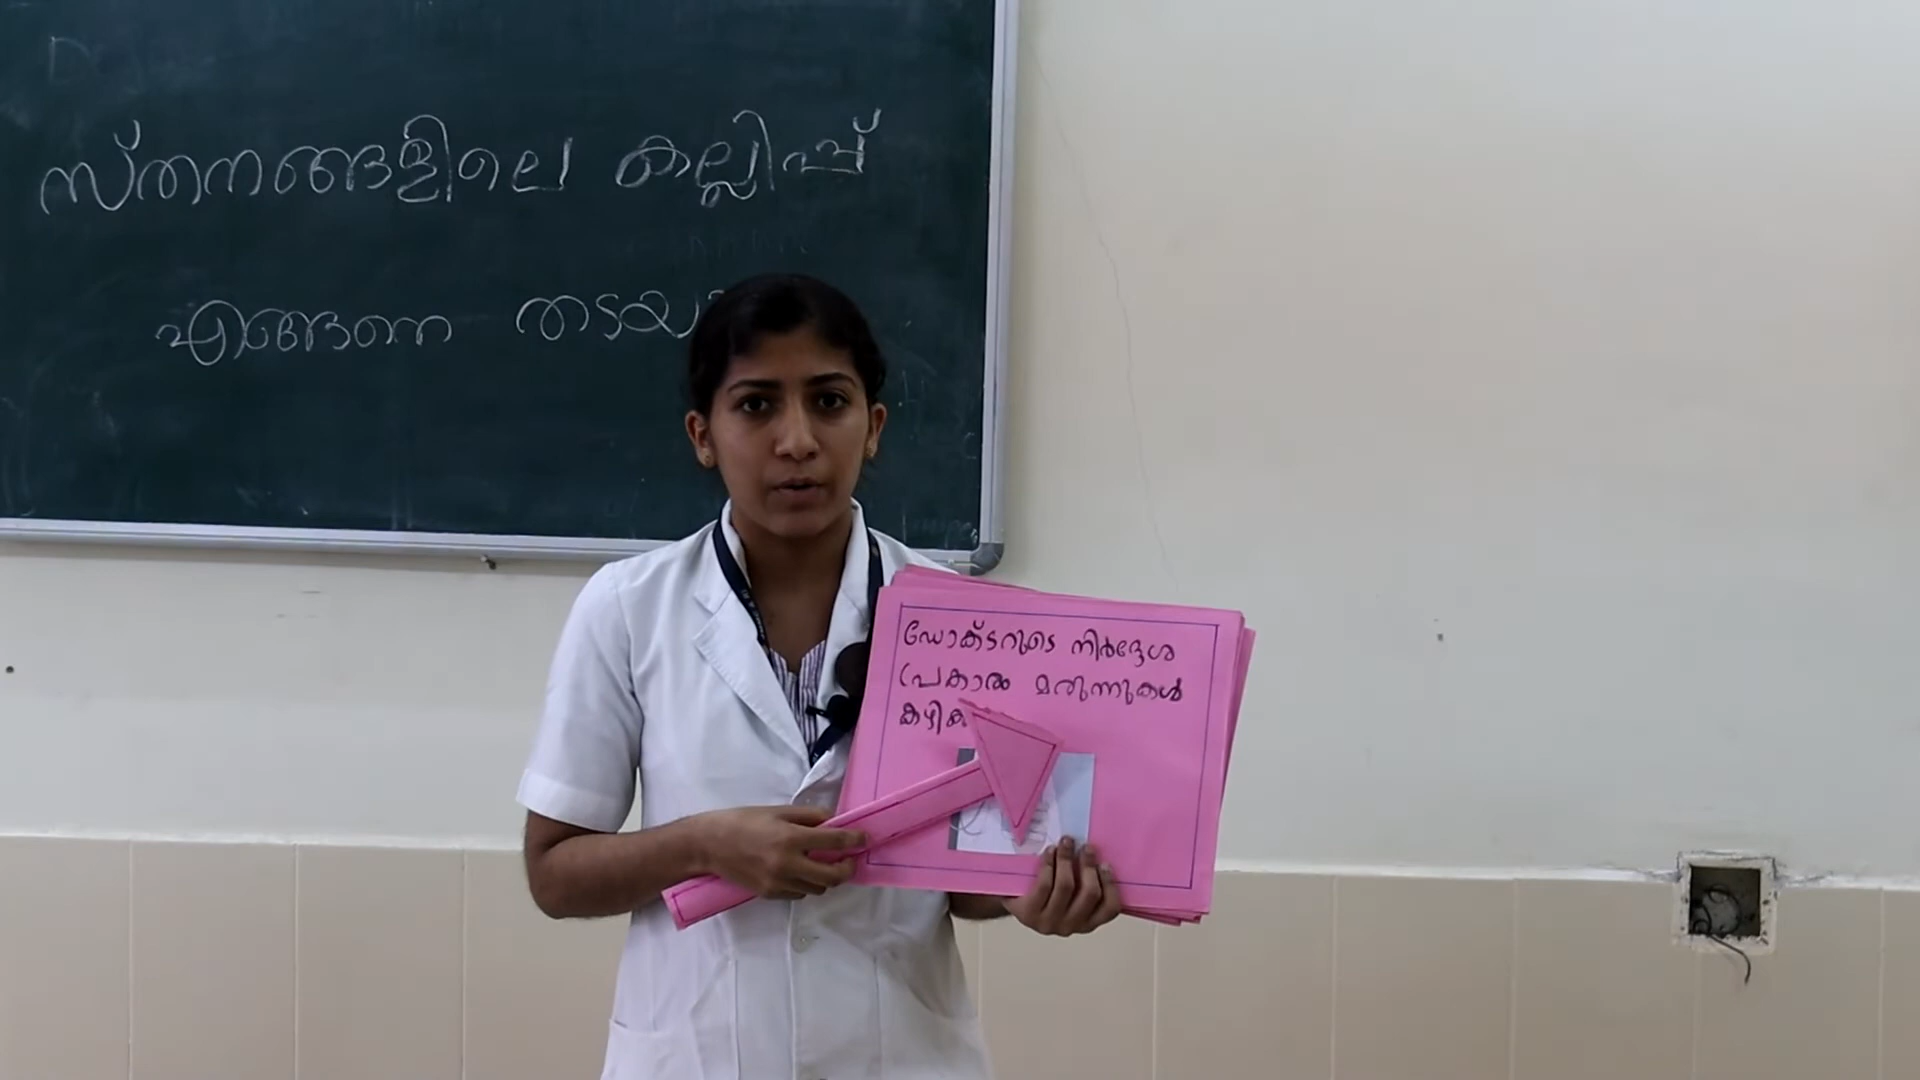 സ്തനങ്ങളിലെ കല്ലിപ്പ്
എങ്ങനെ
ഡോക്ടറുടെ നിർദ്ദേശ
പ്രകാരം മരുന്നുകൾ